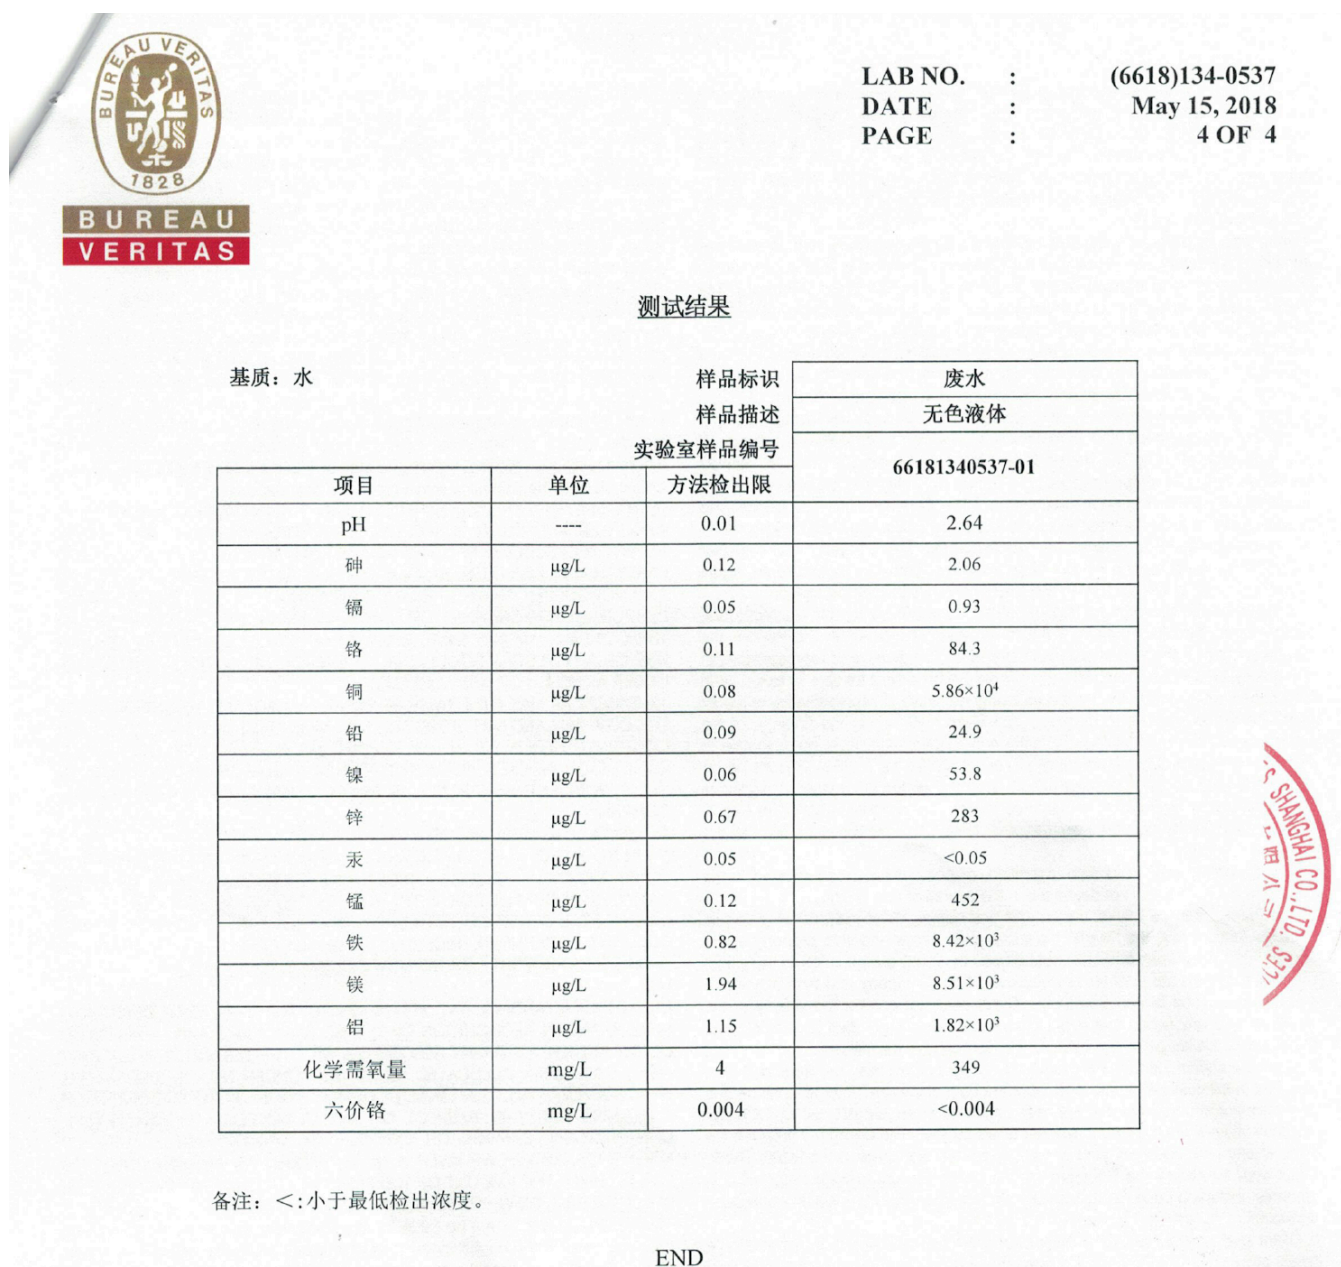 BUREAU VERITAS
1828
BUREAU
VERITAS
LAB NO. : (6618)134-0537
DATE : May 15, 2018
PAGE : 4 OF 4
测试结果
基质：水 样品标识 废水
样品描述 无色液体
实验室样品编号 66181340537-01
项目 单位 方法检出限
pH ---- 0.01 2.64
砷 µg/L 0.12 2.06
镉 µg/L 0.05 0.93
铬 µg/L 0.11 84.3
铜 µg/L 0.08 5.86×10⁴
铅 µg/L 0.09 24.9
镍 µg/L 0.06 53.8
锌 µg/L 0.67 283
汞 µg/L 0.05 <0.05
锰 µg/L 0.12 452
铁 µg/L 0.82 8.42×10³
镁 µg/L 1.94 8.51×10³
铝 µg/L 1.15 1.82×10³
化学需氧量 mg/L 4 349
六价铬 mg/L 0.004 <0.004
备注：＜:小于最低检出浓度。
END
SHANGHAI CO.,LTD.